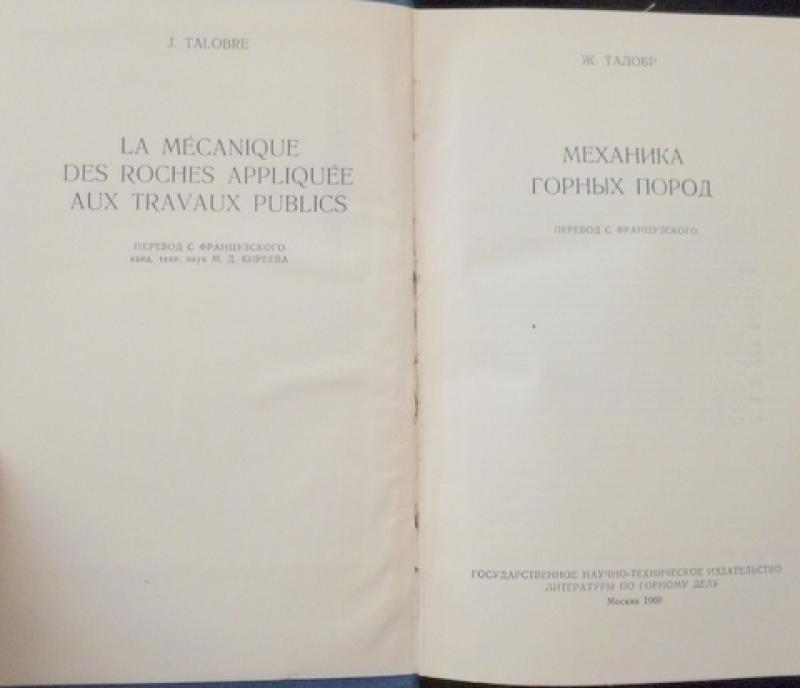 J. TALOBRE
LA MÉCANIQUE
DES ROCHES APPLIQUÉE
AUX TRAVAUX PUBLICS
ПЕРЕВОД С ФРАНЦУЗСКОГО
канд. техн. наук М. Д. КИРЕЕВА
Ж. ТАЛОБР
МЕХАНИКА
ГОРНЫХ ПОРОД
ПЕРЕВОД С ФРАНЦУЗСКОГО
ГОСУДАРСТВЕННОЕ НАУЧНО-ТЕХНИЧЕСКОЕ ИЗДАТЕЛЬСТВО
ЛИТЕРАТУРЫ ПО ГОРНОМУ ДЕЛУ
Москва 1960